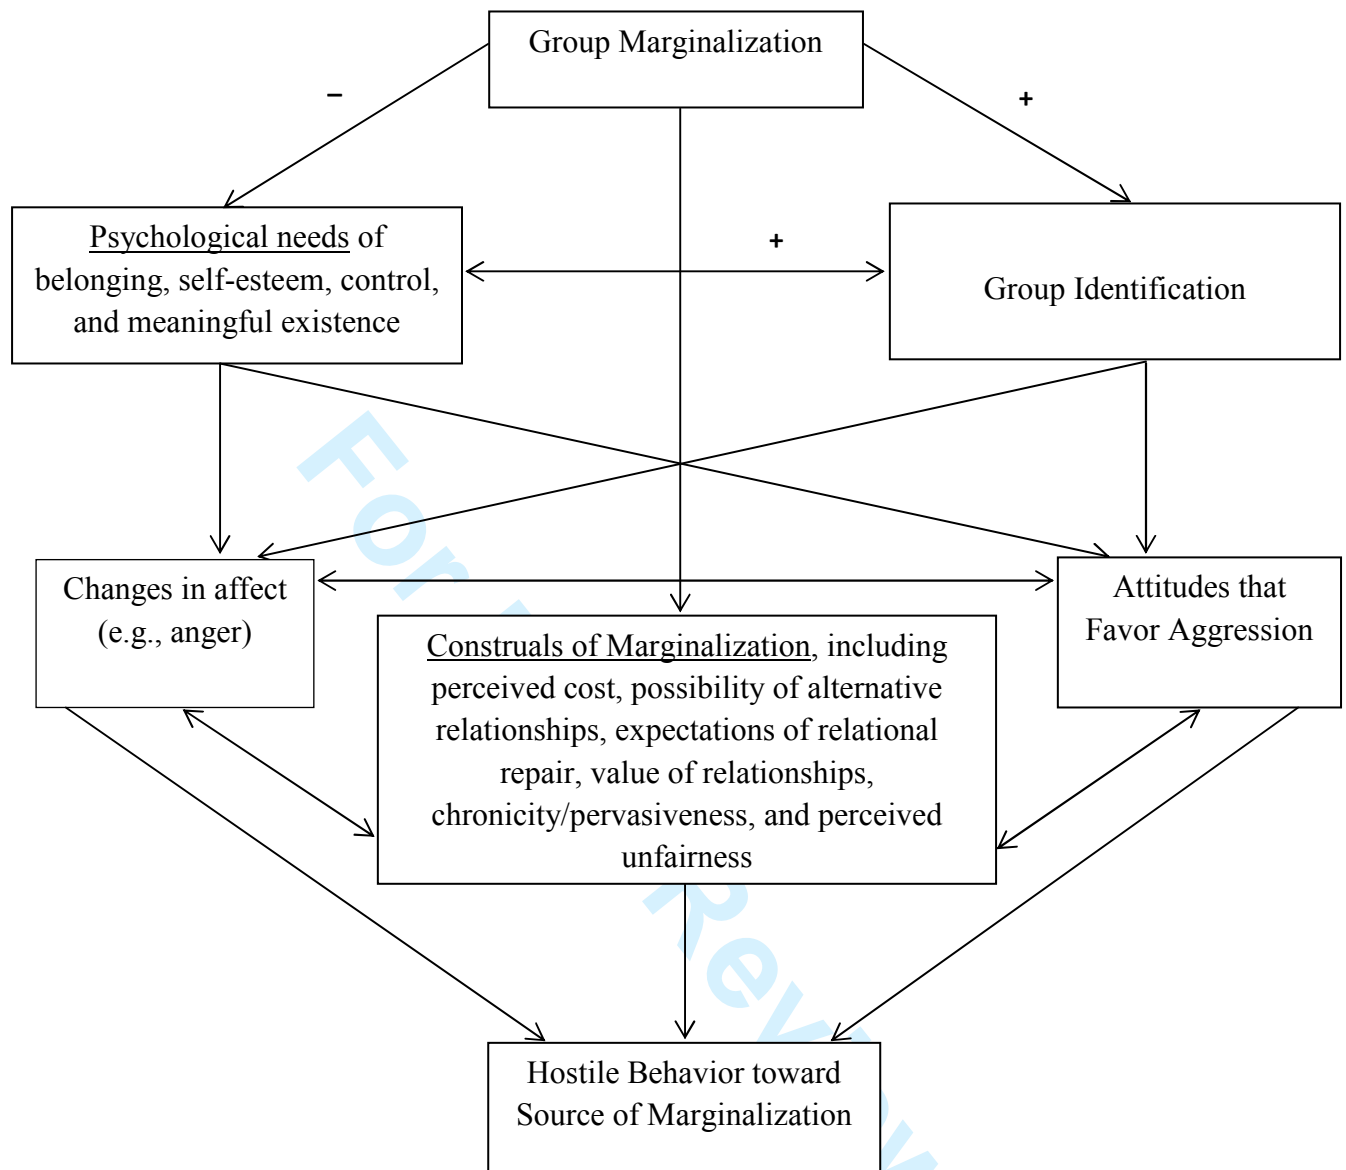 Group Marginalization
–
+
Psychological needs of
belonging, self-esteem, control,
and meaningful existence
+
Group Identification
Changes in affect
(e.g., anger)
Attitudes that
Favor Aggression
Construals of Marginalization, including
perceived cost, possibility of alternative
relationships, expectations of relational
repair, value of relationships,
chronicity/pervasiveness, and perceived
unfairness
Hostile Behavior toward
Source of Marginalization
For
Review